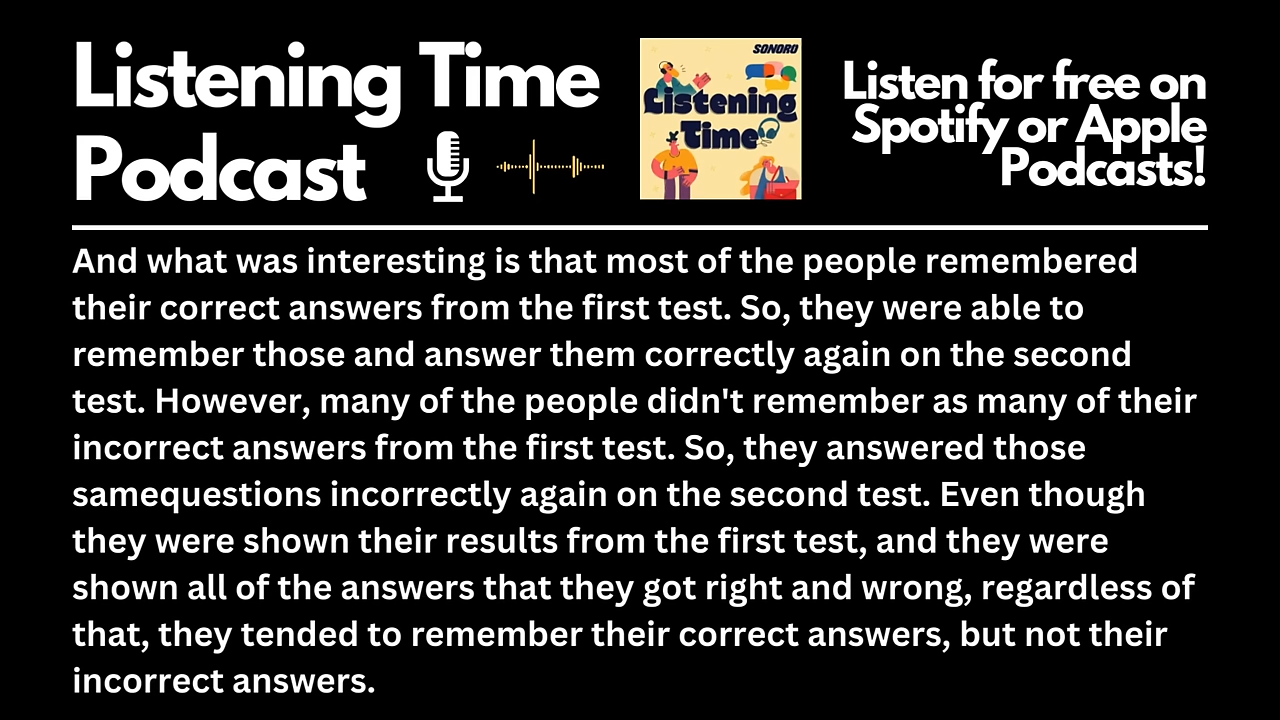 Listening Time
Podcast
SONORO
Listening
Time
Listen for free on
Spotify or Apple
Podcasts!
And what was interesting is that most of the people remembered
their correct answers from the first test. So, they were able to
remember those and answer them correctly again on the second
test. However, many of the people didn't remember as many of their
incorrect answers from the first test. So, they answered those
samequestions incorrectly again on the second test. Even though
they were shown their results from the first test, and they were
shown all of the answers that they got right and wrong, regardless of
that, they tended to remember their correct answers, but not their
incorrect answers.